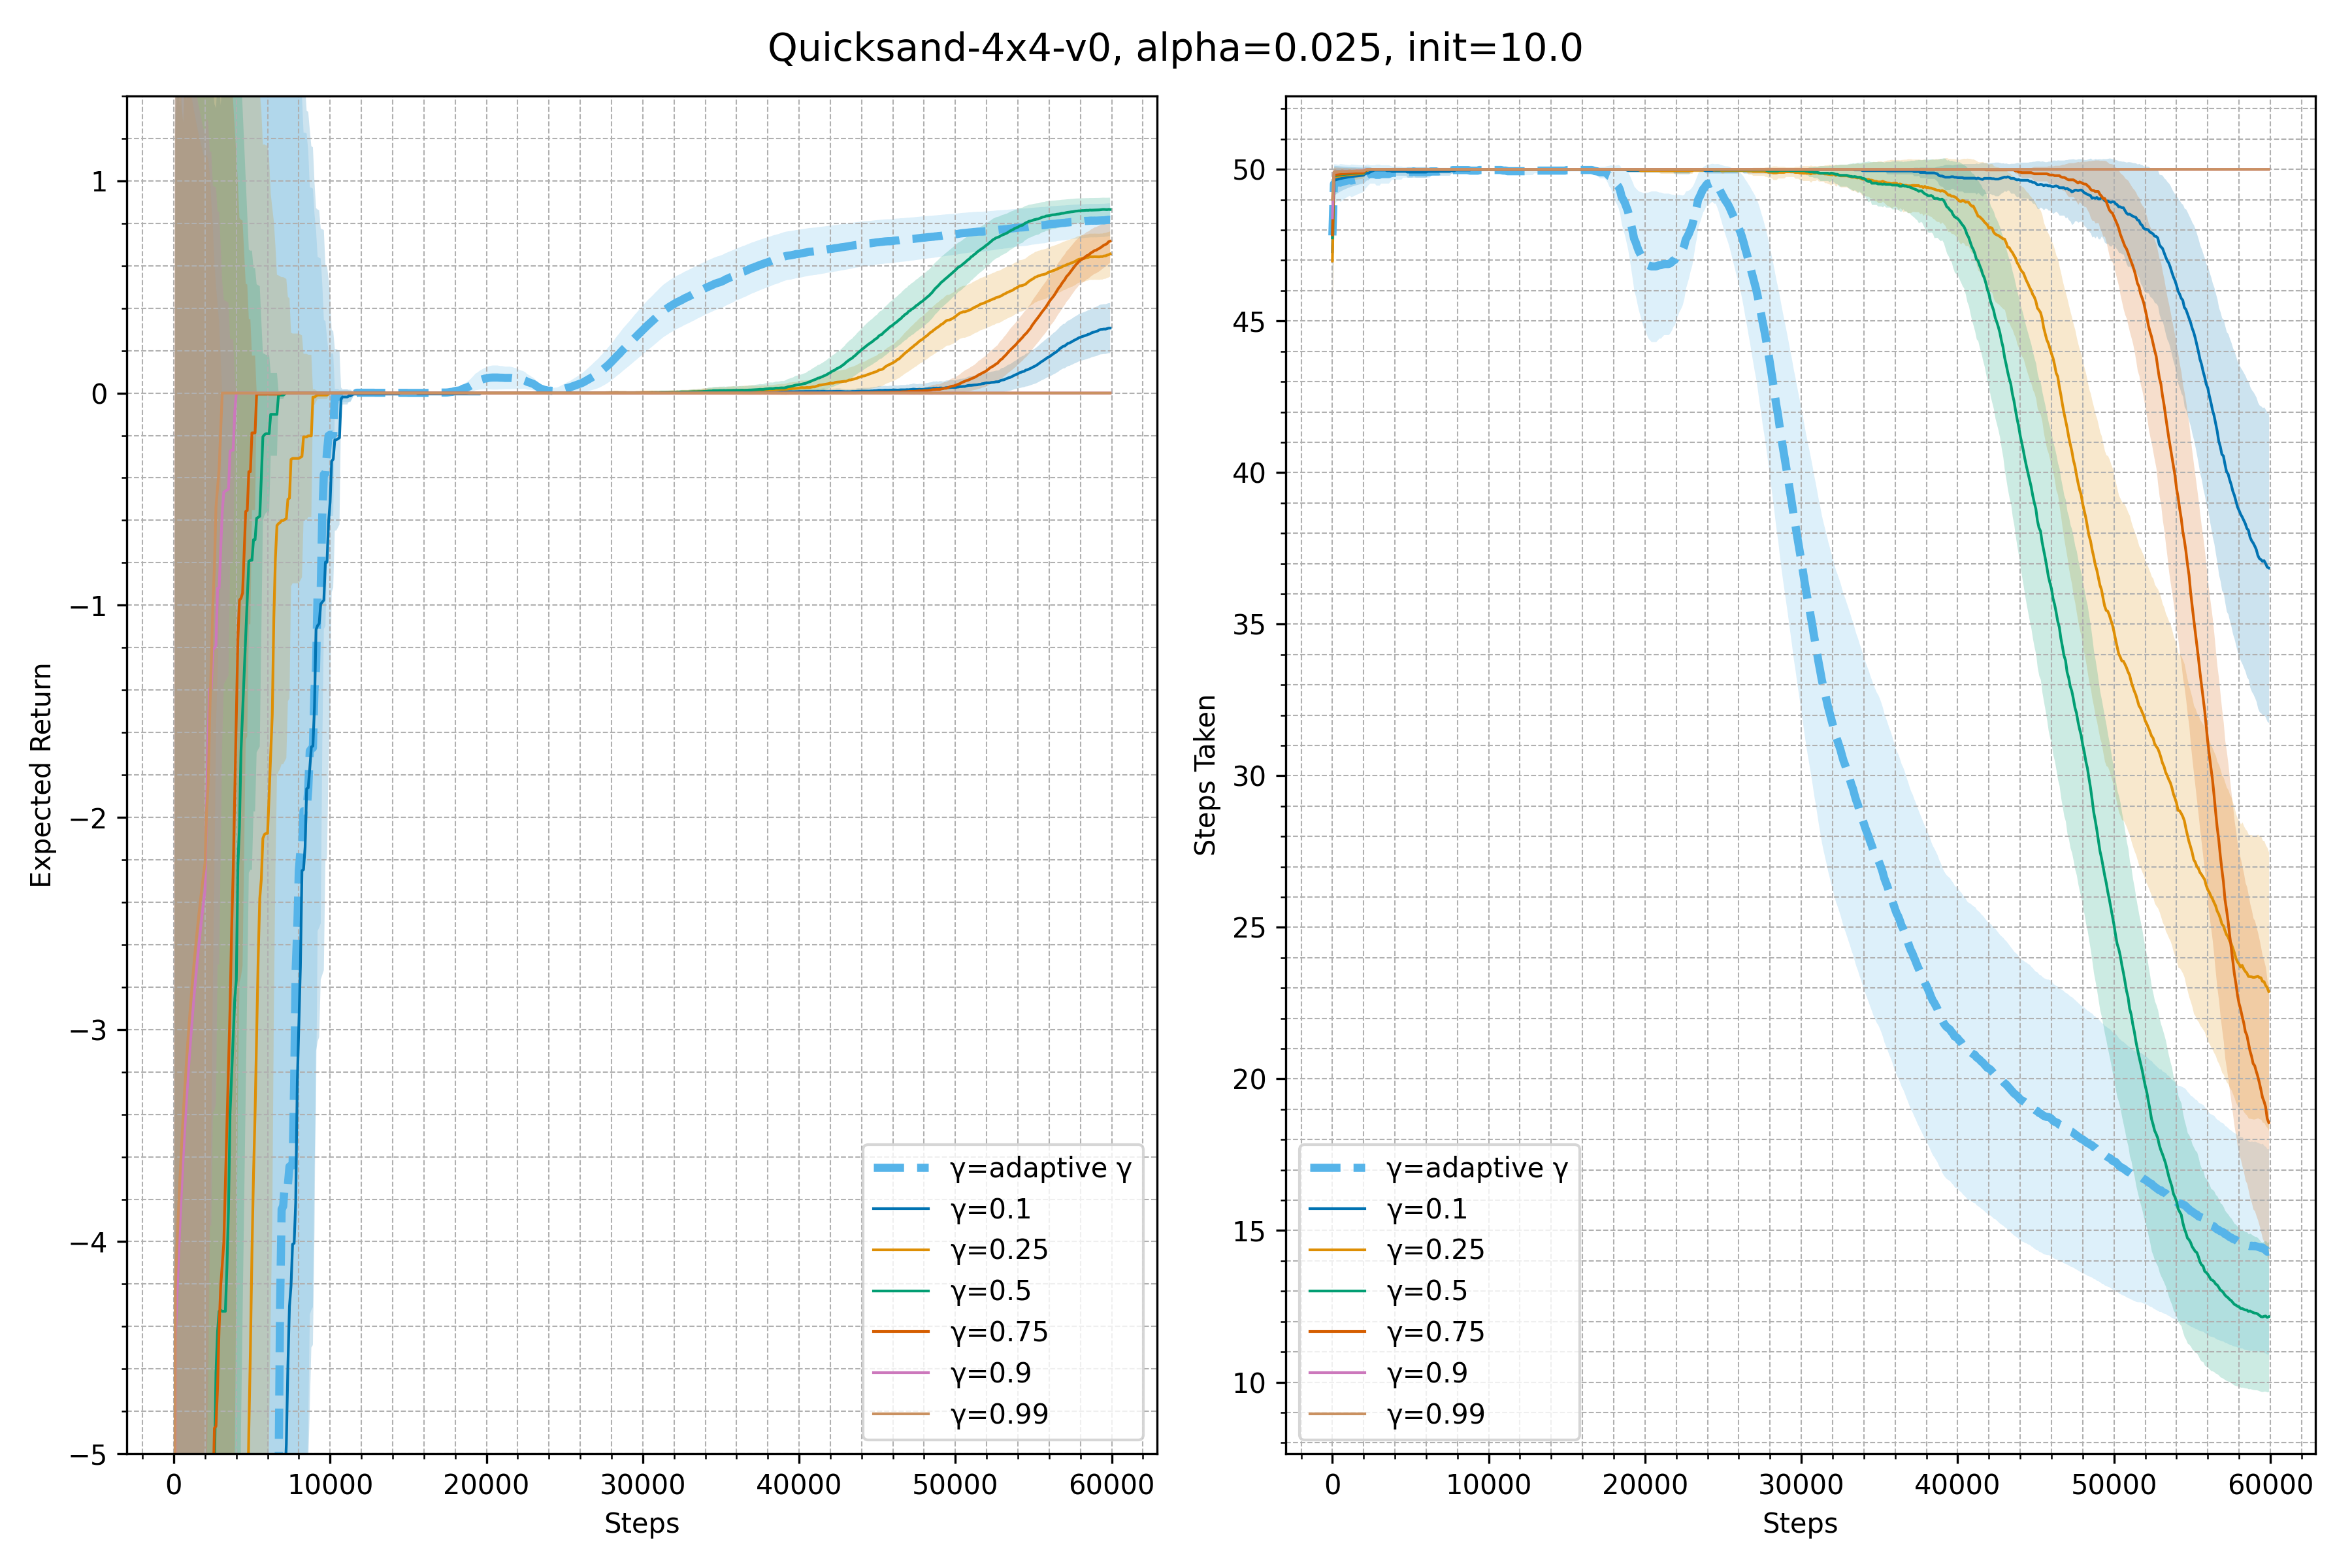 Quicksand-4x4-v0, alpha=0.025, init=10.0
Expected Return
1
0
−1
−2
−3
−4
−5
0
10000
20000
30000
40000
50000
60000
Steps
γ=adaptive γ
γ=0.1
γ=0.25
γ=0.5
γ=0.75
γ=0.9
γ=0.99
Steps Taken
50
45
40
35
30
25
20
15
10
0
10000
20000
30000
40000
50000
60000
Steps
γ=adaptive γ
γ=0.1
γ=0.25
γ=0.5
γ=0.75
γ=0.9
γ=0.99